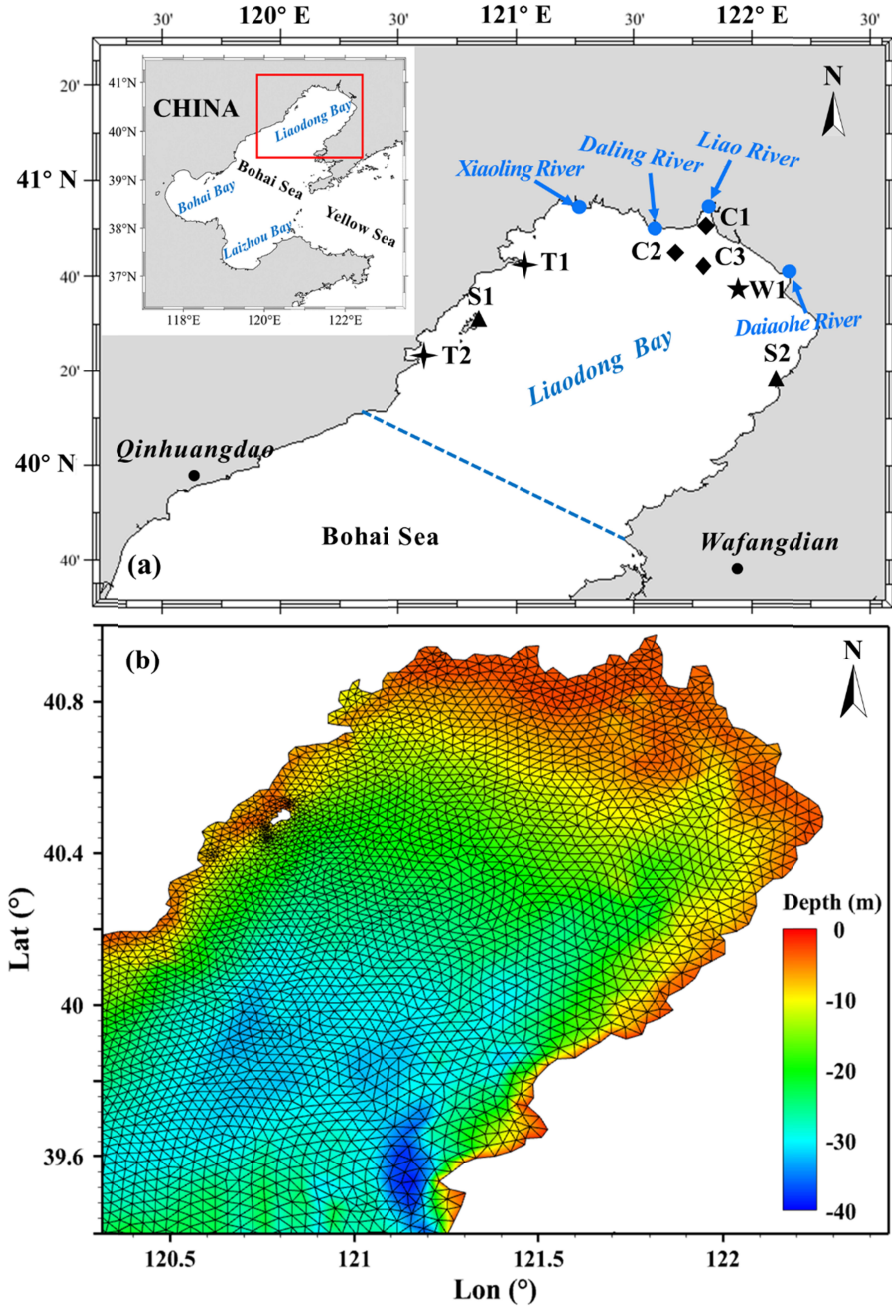 30' 120° E 30' 121° E 30' 122° E 30'
20'
41° N
40'
20'
40° N
40'
41°N
40°N
39°N
38°N
37°N
118°E 120°E 122°E
CHINA
Liaodong Bay
Bohai Sea
Bohai Bay
Laizhou Bay
Yellow Sea
N
Xiaoling River
Daling River
Liao River
C1
C2
C3
T1
W1
S1
Daiaohe River
T2
S2
Liaodong Bay
Qinhuangdao
Bohai Sea
Wafangdian
(a)
(b)
N
40.8
40.4
40
39.6
Lat (°)
Depth (m)
0
-10
-20
-30
-40
120.5 121 121.5 122
Lon (°)